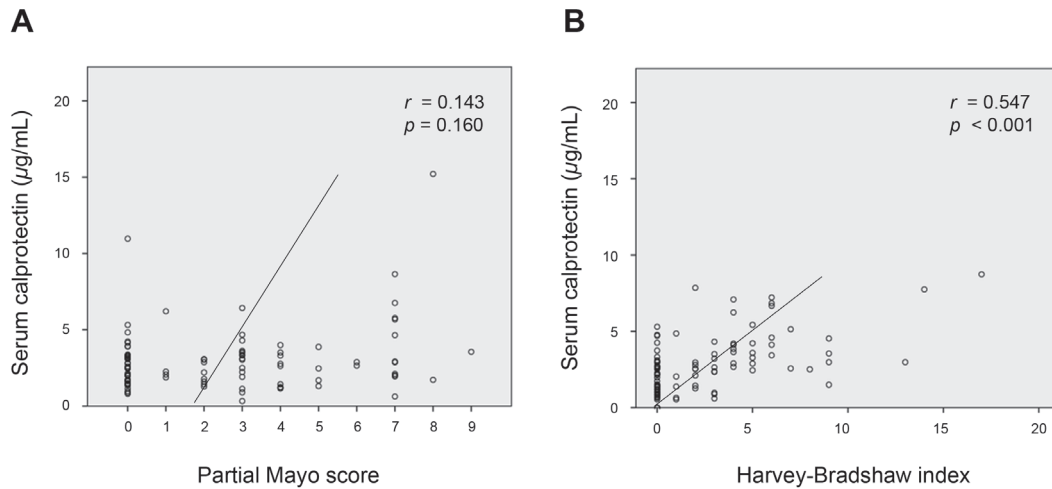 A
B
r = 0.143
p = 0.160
Serum calprotectin (µg/mL)
20
15
10
5
0
0 1 2 3 4 5 6 7 8 9
Partial Mayo score
r = 0.547
p < 0.001
Serum calprotectin (µg/mL)
20
15
10
5
0
0 5 10 15 20
Harvey-Bradshaw index